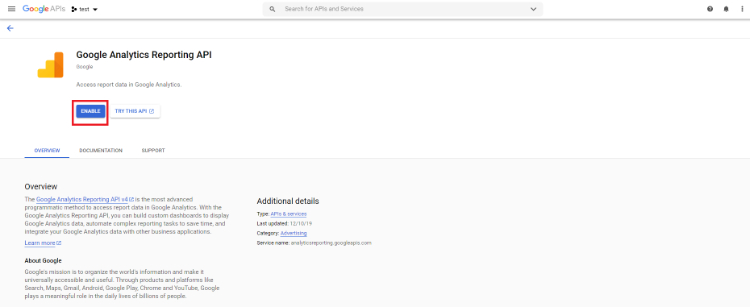 Google APIs test Search for APIs and Services
Google Analytics Reporting API
Google
Access report data in Google Analytics.
ENABLE TRY THIS API
OVERVIEW DOCUMENTATION SUPPORT
Overview
The Google Analytics Reporting API v4 is the most advanced
programmatic method to access report data in Google Analytics. With the
Google Analytics Reporting API, you can build custom dashboards to display
Google Analytics data, automate complex reporting tasks to save time, and
integrate your Google Analytics data with other business applications.
Learn more
About Google
Google's mission is to organize the world's information and make it
universally accessible and useful. Through products and platforms like
Search, Maps, Gmail, Android, Google Play, Chrome and YouTube, Google
plays a meaningful role in the daily lives of billions of people.
Additional details
Type: APIs & services
Last updated: 12/10/19
Category: Advertising
Service name: analyticsreporting.googleapis.com